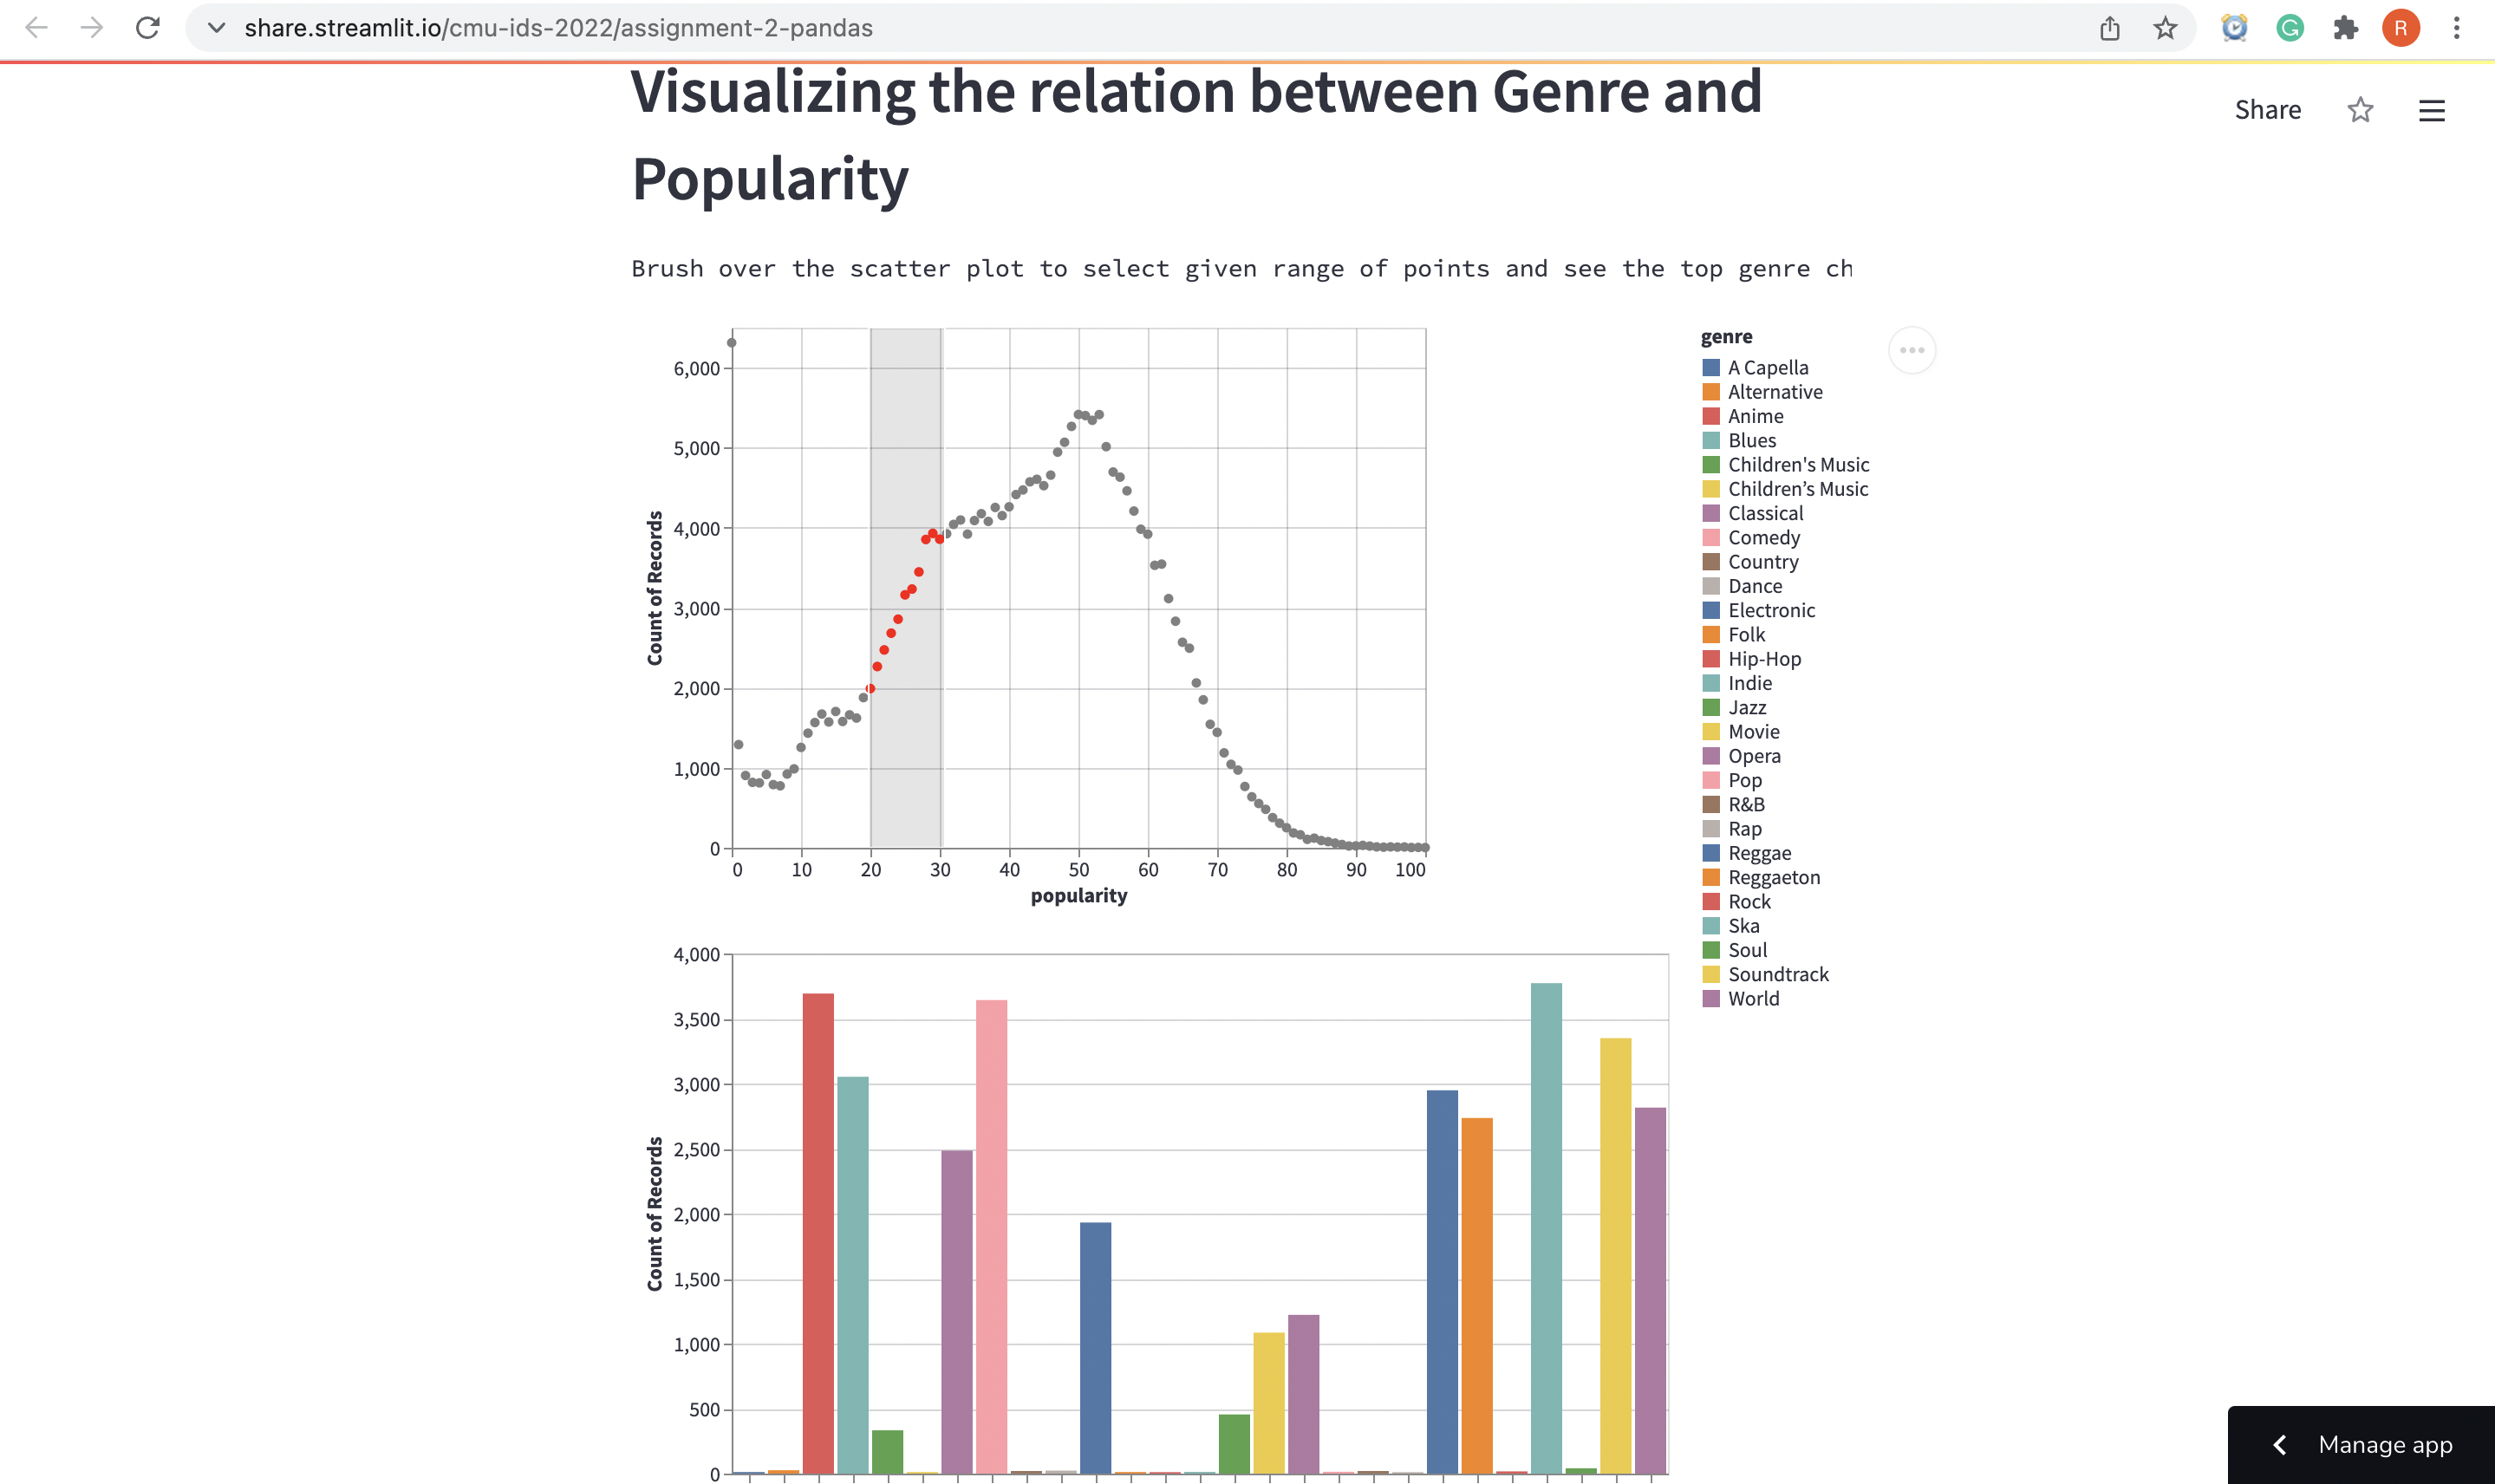 share.streamlit.io/cmu-ids-2022/assignment-2-pandas
G
R
Visualizing the relation between Genre and
Popularity
Share
Brush over the scatter plot to select given range of points and see the top genre ch
6,000
5,000
4,000
3,000
2,000
1,000
0
Count of Records
0 10 20 30 40 50 60 70 80 90 100
popularity
genre
A Capella
Alternative
Anime
Blues
Children's Music
Children’s Music
Classical
Comedy
Country
Dance
Electronic
Folk
Hip-Hop
Indie
Jazz
Movie
Opera
Pop
R&B
Rap
Reggae
Reggaeton
Rock
Ska
Soul
Soundtrack
World
4,000
3,500
3,000
2,500
2,000
1,500
1,000
500
0
Count of Records
Manage app